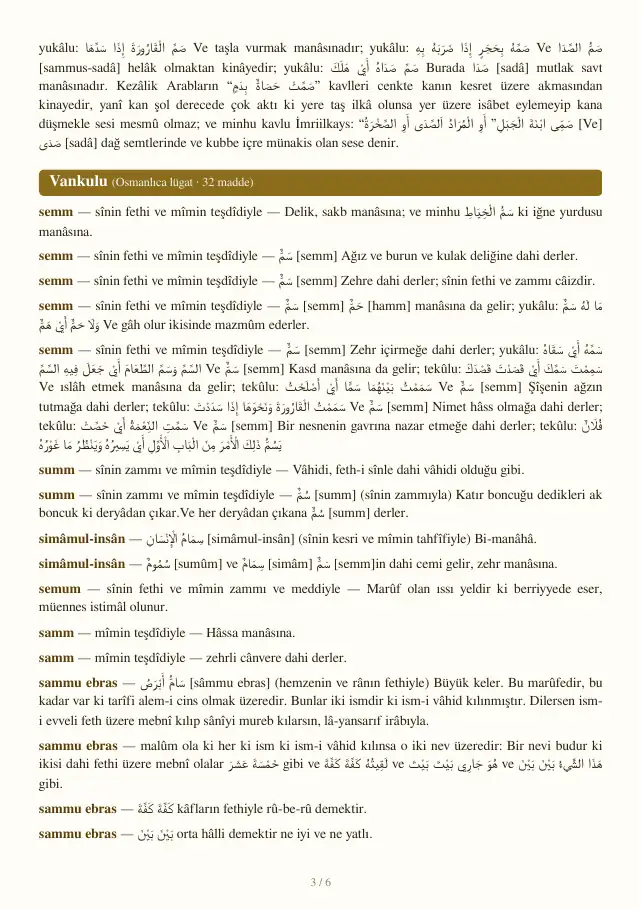 yukâlu: صَمَّ الْقَارُورَةَ إِذَا سَدَّهَا Ve taşla vurmak manâsınadır; yukâlu: صَمَّهُ بِحَجَرٍ إِذَا ضَرَبَهُ بِهِ Ve صَمُّ الصَّدَا
[sammus-sadâ] helâk olmaktan kinâyedir; yukâlu: صَمَّ صَدَاهُ أَيْ هَلَكَ Burada صَدَا [sadâ] mutlak savt
manâsınadır. Kezâlik Arabların “صَمَّتْ حَصَاةٌ بِدَمٍ” kavlleri cenkte kanın kesret üzere akmasından
kinayedir, yanî kan şol derecede çok aktı ki yere taş ilkâ olunsa yer üzere isâbet eylemeyip kana
düşmekle sesi mesmû olmaz; ve minhu kavlu İmriilkays: “صَمِّى ابْنَةَ الْجَبَلِ” أَوِ الْمُرَادُ اَلصَّدَى أَوِ الصَّخْرَةُ [Ve]
صَدَى [sadâ] dağ semtlerinde ve kubbe içre münakis olan sese denir.
Vankulu (Osmanlıca lügat · 32 madde)
semm — sînin fethi ve mîmin teşdîdiyle — Delik, sakb manâsına; ve minhu سَمُّ الْخِيَاطِ ki iğne yurdusu
manâsına.
semm — sînin fethi ve mîmin teşdîdiyle — سَمٌّ [semm] Ağız ve burun ve kulak deliğine dahi derler.
semm — sînin fethi ve mîmin teşdîdiyle — سَمٌّ [semm] Zehre dahi derler; sînin fethi ve zammı câizdir.
semm — sînin fethi ve mîmin teşdîdiyle — سَمٌّ [semm] حَمٌّ [hamm] manâsına da gelir; yukâlu: مَا لَهُ سَمٌّ
وَلَا حَمٌّ أَيْ هَمٌّ Ve gâh olur ikisinde mazmûm ederler.
semm — sînin fethi ve mîmin teşdîdiyle — سَمٌّ [semm] Zehr içirmeğe dahi derler; yukâlu: سَمَّهُ أَيْ سَقَاهُ
السَّمَّ وَسَمَّ الطَّعَامَ أَيْ جَعَلَ فِيهِ السَّمَّ Ve سَمٌّ [semm] Kasd manâsına da gelir; tekûlu: سَمِمْتُ سَمَّكَ أَيْ قَصَدْتُ قَصْدَكَ
Ve ıslâh etmek manâsına da gelir; tekûlu: سَمَمْتُ بَيْنَهُمَا سَمًّا أَيْ أَصْلَحْتُ Ve سَمٌّ [semm] Şîşenin ağzın
tutmağa dahi derler; tekûlu: سَمَمْتُ الْقَارُورَةَ وَنَحْوَهَا إِذَا سَدَدْتَ Ve سَمٌّ [semm] Nimet hâss olmağa dahi derler;
tekûlu: سَمَّتِ النِّعْمَةُ أَيْ خَصَّتْ Ve سَمٌّ [semm] Bir nesnenin gavrına nazar etmeğe dahi derler; tekûlu: فُلَانٌ
يَسُمُّ ذَلِكَ الْأَمْرَ مِنَ الْبَابِ الْأَوَّلِ أَيْ يَسِيرُهُ وَيَنْظُرُ مَا غَوْرُهُ
summ — sînin zammı ve mîmin teşdîdiyle — Vâhidi, feth-i sînle dahi vâhidi olduğu gibi.
summ — sînin zammı ve mîmin teşdîdiyle — سُمٌّ [summ] (sînin zammıyla) Katır boncuğu dedikleri ak
boncuk ki deryâdan çıkar.Ve her deryâdan çıkana سُمٌّ [summ] derler.
simâmul-insân — سِمَامُ الْإِنْسَانِ [simâmul-insân] (sînin kesri ve mîmin tahfîfiyle) Bi-manâhâ.
simâmul-insân — سُمُومٌ [sumûm] ve سِمَامٌ [simâm] سَمٌّ [semm]in dahi cemi gelir, zehr manâsına.
semum — sînin fethi ve mîmin zammı ve meddiyle — Marûf olan ıssı yeldir ki berriyyede eser,
müennes istimâl olunur.
samm — mîmin teşdîdiyle — Hâssa manâsına.
samm — mîmin teşdîdiyle — zehrli cânvere dahi derler.
sammu ebras — سَامُّ أَبْرَصُ [sâmmu ebras] (hemzenin ve rânın fethiyle) Büyük keler. Bu marûfedir, bu
kadar var ki tarîfi alem-i cins olmak üzeredir. Bunlar iki ismdir ki ism-i vâhid kılınmıştır. Dilersen ism-
i evveli feth üzere mebnî kılıp sânîyi mureb kılarsın, lâ-yansarıf irâbıyla.
sammu ebras — malûm ola ki her ki ism ki ism-i vâhid kılınsa o iki nev üzeredir: Bir nevi budur ki
ikisi dahi fethi üzere mebnî olalar خَمْسَةَ عَشَرَ gibi ve لَقِيتُهُ كَفَّةَ كَفَّةَ ve هُوَ جَارِي بَيْتَ بَيْتَ ve هَذَا الشَّيْءُ بَيْنَ بَيْنَ
gibi.
sammu ebras — كَفَّةَ كَفَّةَ kâfların fethiyle rû-be-rû demektir.
sammu ebras — بَيْنَ بَيْنَ orta hâlli demektir ne iyi ve ne yatlı.
3 / 6